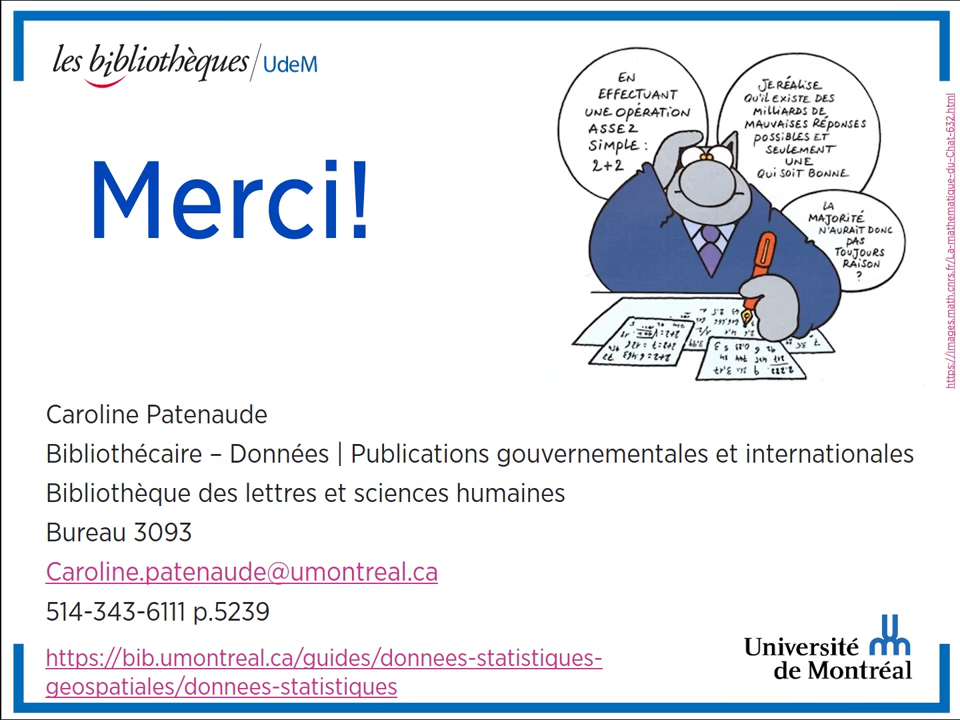 les bibliothèques/UdeM
Merci!
EN
EFFECTUANT
UNE OPÉRATION
ASSEZ
SIMPLE :
2+2
JE RÉALISE
QU'IL EXISTE DES
MILLIARDS DE
MAUVAISES RÉPONSES
POSSIBLES ET
SEULEMENT
UNE
QUI SOIT BONNE.
LA
MAJORITÉ
N'AURAIT DONC
PAS
TOUJOURS
RAISON
?
https://images.math.cnrs.fr/La-mathematique-du-Chat-632.html
Caroline Patenaude
Bibliothécaire – Données | Publications gouvernementales et internationales
Bibliothèque des lettres et sciences humaines
Bureau 3093
Caroline.patenaude@umontreal.ca
514-343-6111 p.5239
https://bib.umontreal.ca/guides/donnees-statistiques-
geospatiales/donnees-statistiques
Université
de Montréal